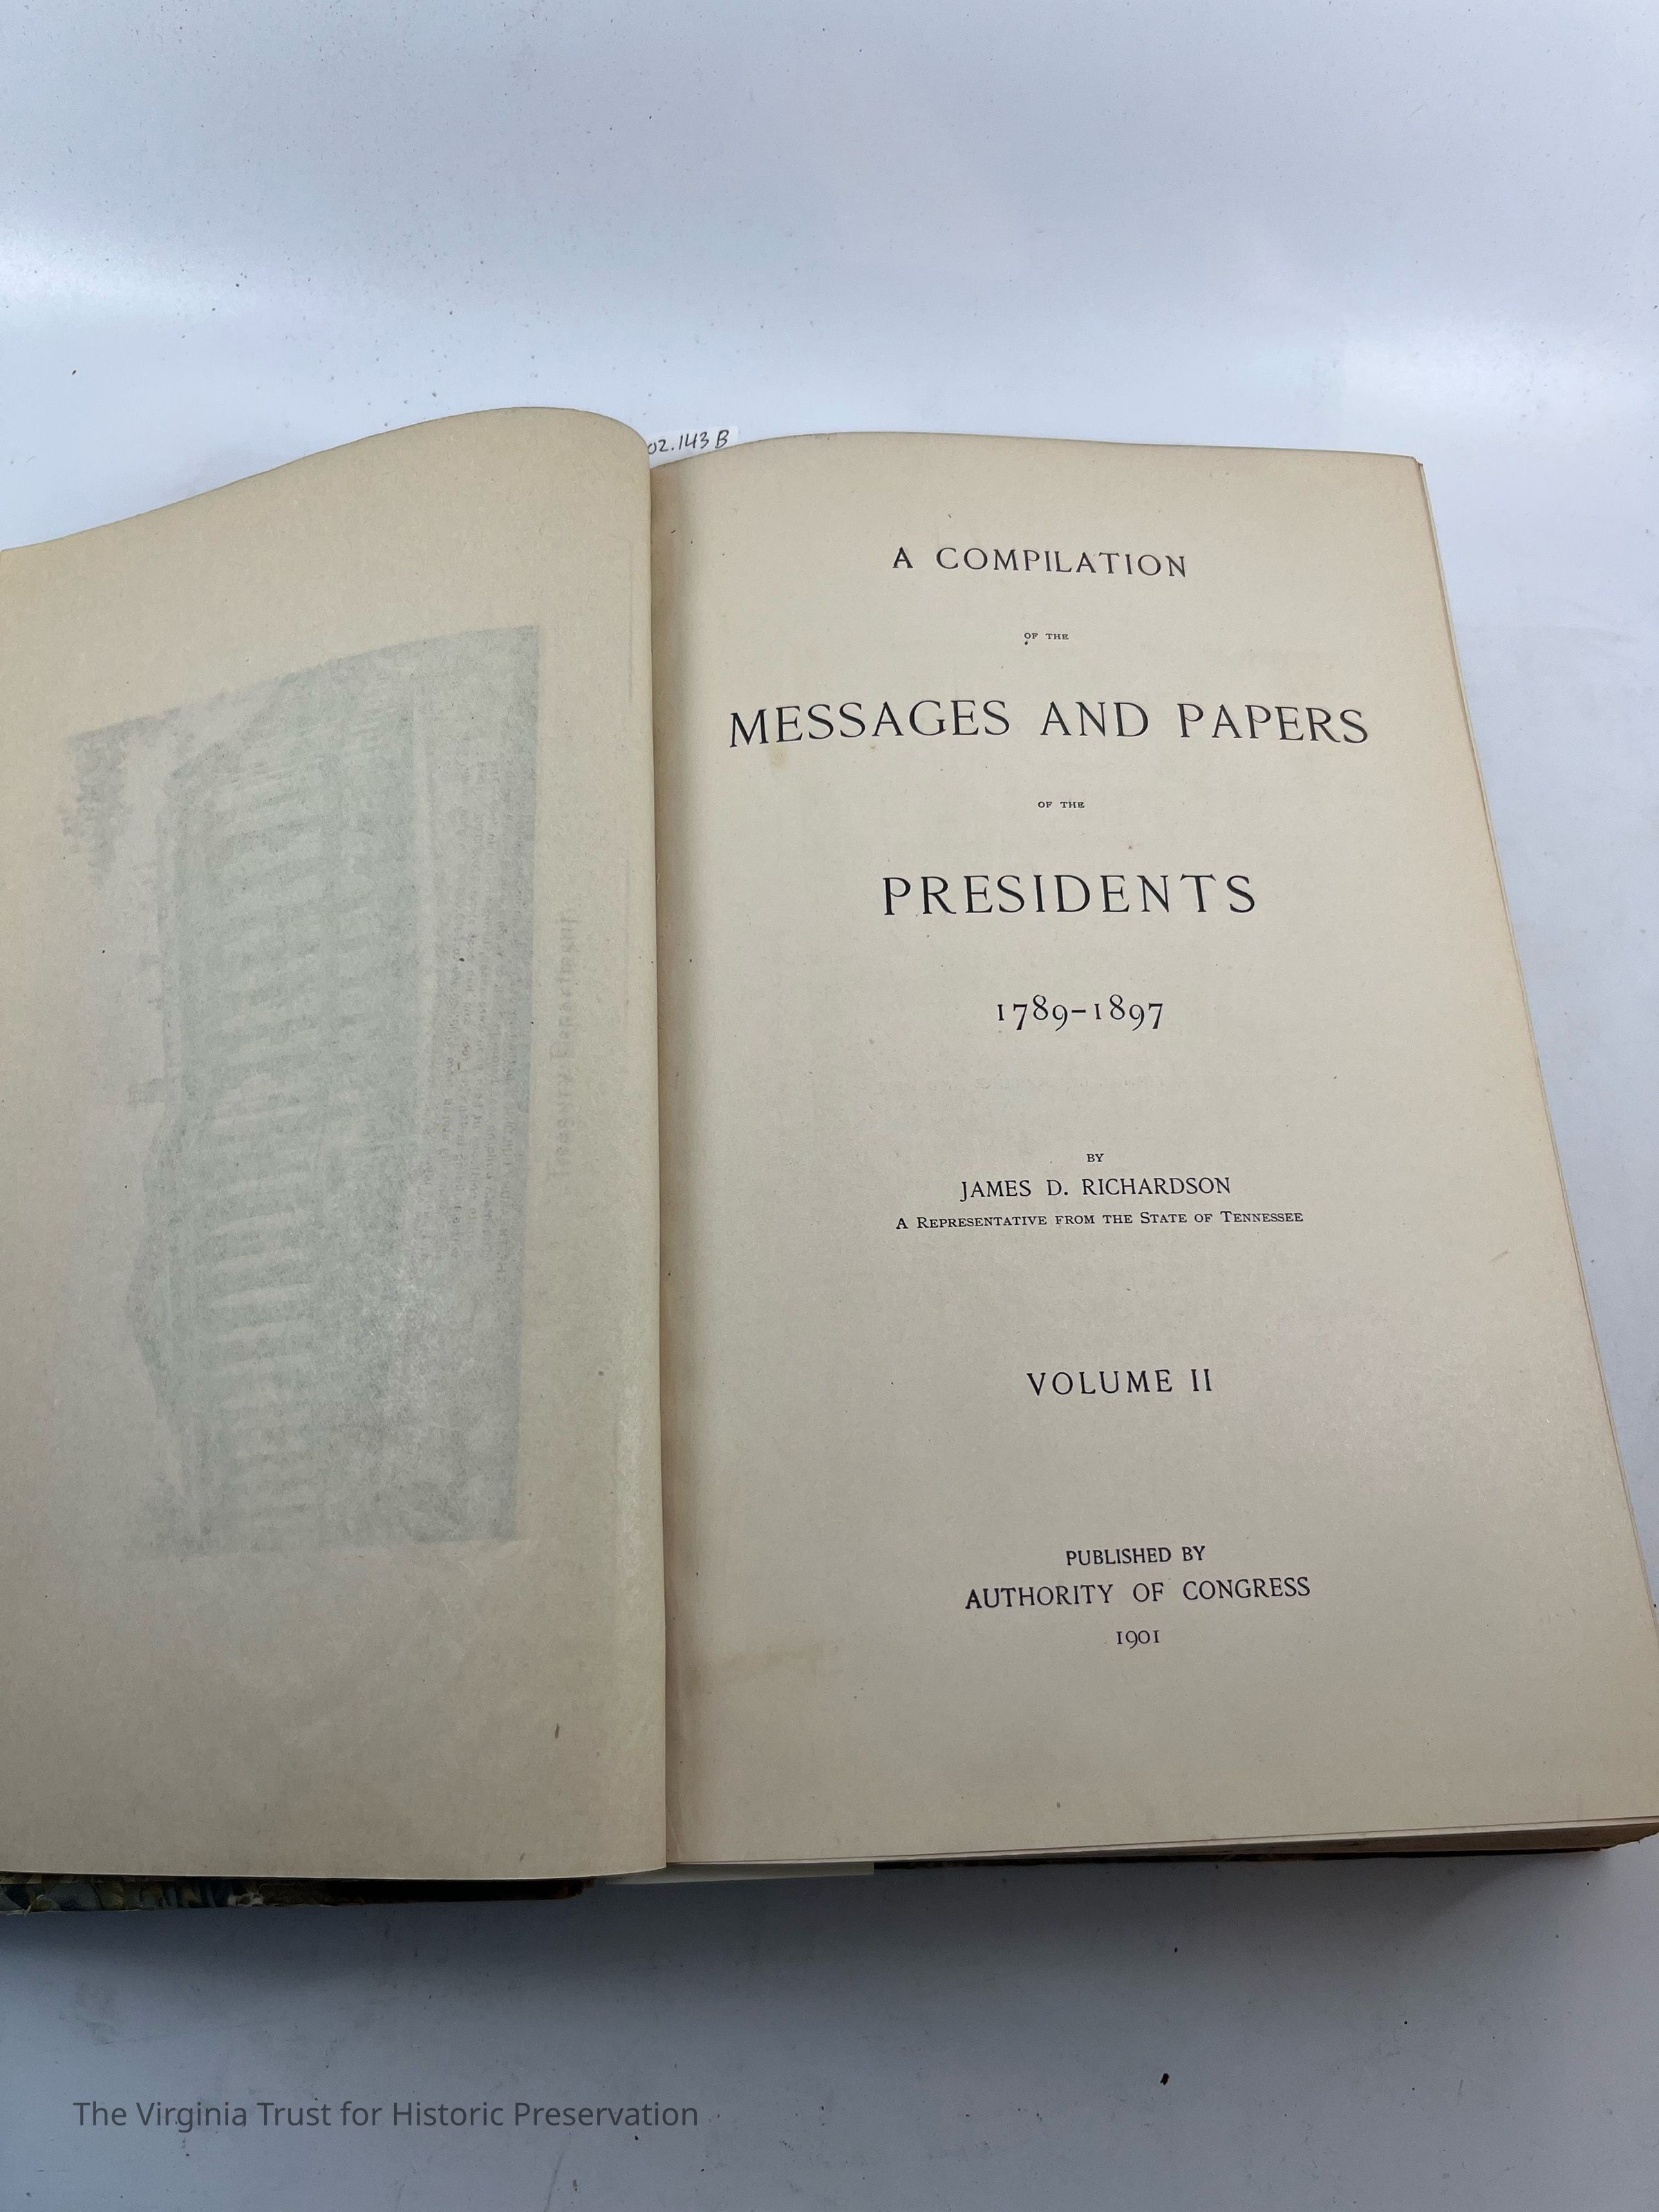 02.143 B
A COMPILATION
OF THE
MESSAGES AND PAPERS
OF THE
PRESIDENTS
1789–1897
BY
JAMES D. RICHARDSON
A REPRESENTATIVE FROM THE STATE OF TENNESSEE
VOLUME II
PUBLISHED BY
AUTHORITY OF CONGRESS
1901
The Virginia Trust for Historic Preservation